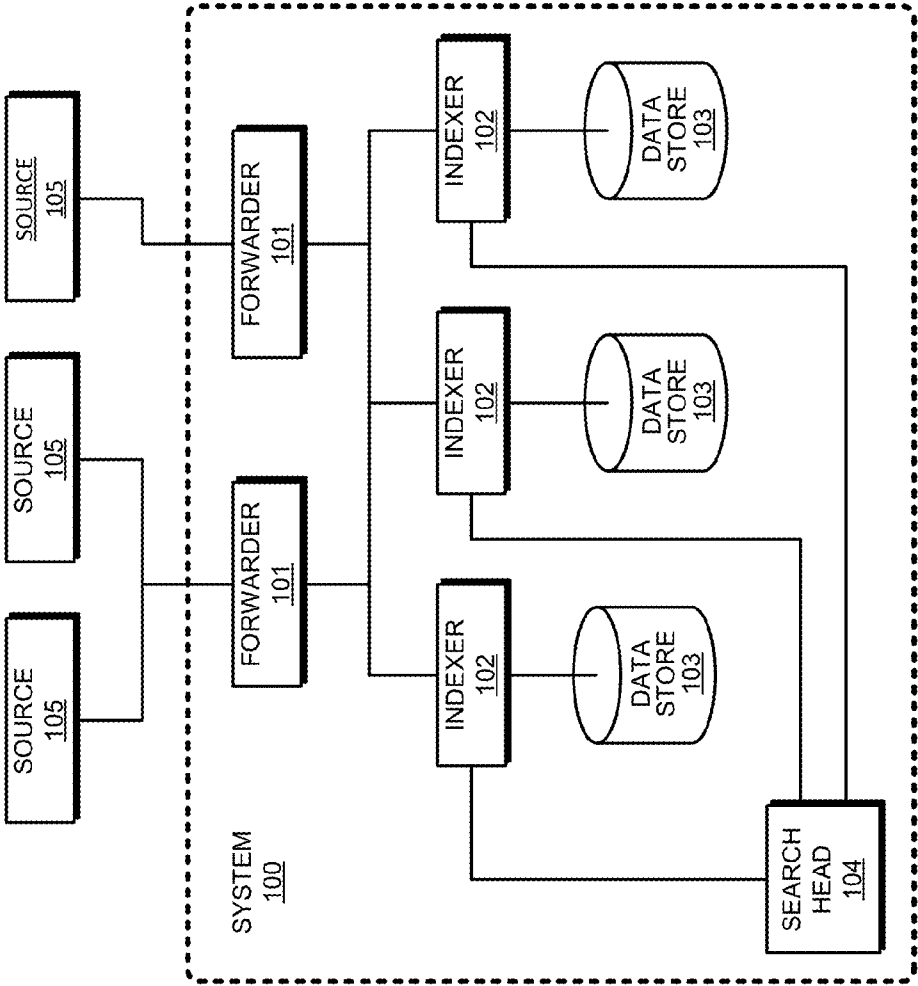 SOURCE
105
SOURCE
105
SOURCE
105
SYSTEM
100
FORWARDER
101
FORWARDER
101
INDEXER
102
INDEXER
102
INDEXER
102
DATA
STORE
103
DATA
STORE
103
DATA
STORE
103
SEARCH
HEAD
104